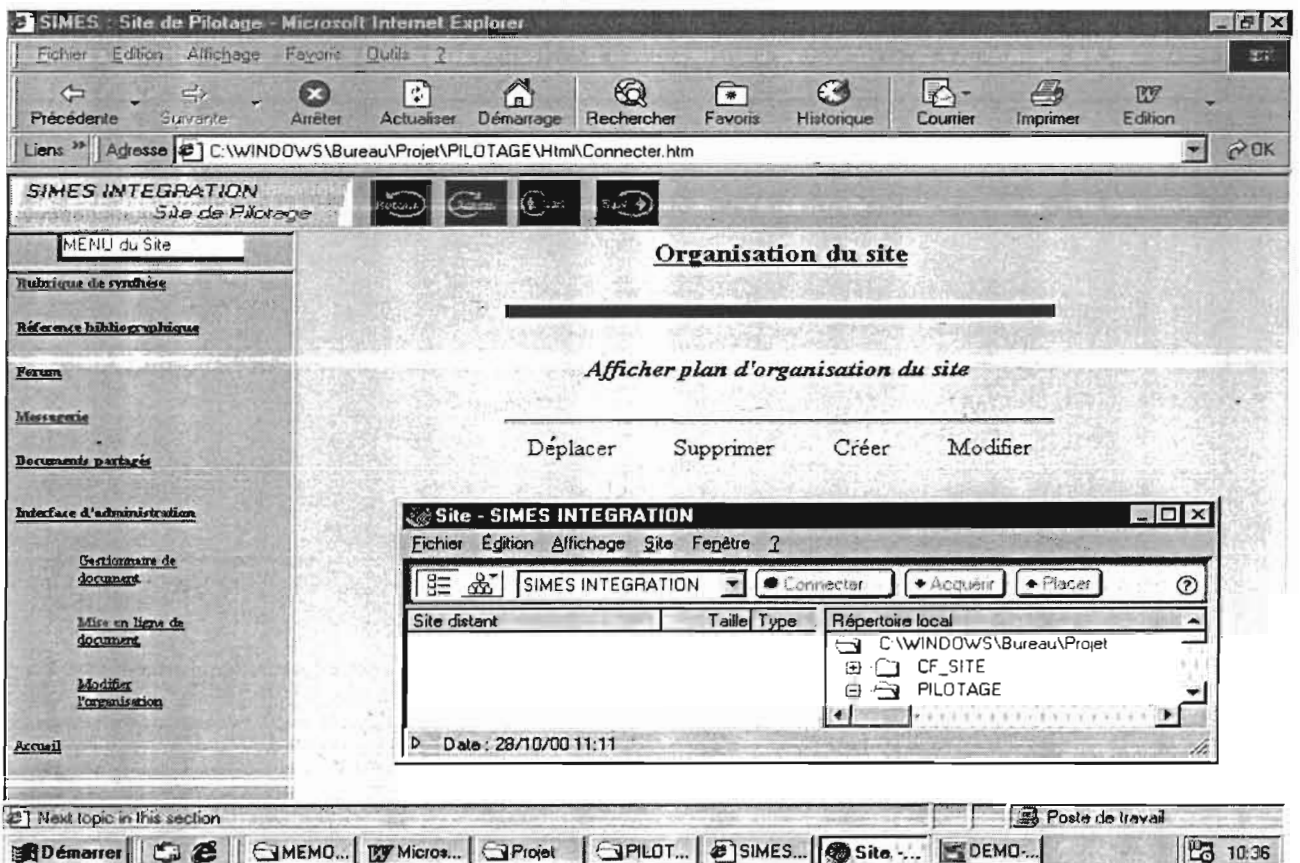 SIMES : Site de Pilotage - Microsoft Internet Explorer
Fichier Edition Affichage Favoris Outils ?
Précédente Suivante Arrêter Actualiser Démarrage Rechercher Favoris Historique Courrier Imprimer Edition
Liens » Adresse C:\WINDOWS\Bureau\Projet\PILOTAGE\Html\Connecter.htm OK
SIMES INTEGRATION
Site de Pilotage
Retour
MENU du Site
Rubrique de synthèse
Réference bibliographique
Forum
Messagerie
Documents partagés
Interface d'administration
Gestionnaire de
document
Mise en ligne de
document
Modifier
l'organisation
Accueil
Organisation du site
Afficher plan d'organisation du site
Déplacer Supprimer Créer Modifier
Site - SIMES INTEGRATION
Fichier Édition Affichage Site Fenêtre ?
SIMES INTEGRATION Connecter Acquérir Placer ?
Site distant Taille Type Répertoire local
C:\WINDOWS\Bureau\Projet
CF_SITE
PILOTAGE
Date : 28/10/00 11:11
Next topic in this section Poste de travail
Démarrer MEMO... Micros... Projet PILOT... SIMES... Site -... DEMO-... 10:36